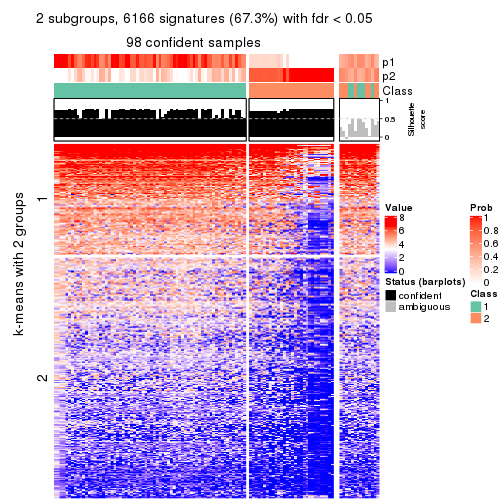 2 subgroups, 6166 signatures (67.3%) with fdr < 0.05
98 confident samples
p1
p2
Class
1
0.5
0
Silhouette
score
k-means with 2 groups
1
2
Value
8
6
4
2
0
Status (barplots)
confident
ambiguous
Prob
1
0.8
0.6
0.4
0.2
0
Class
1
2